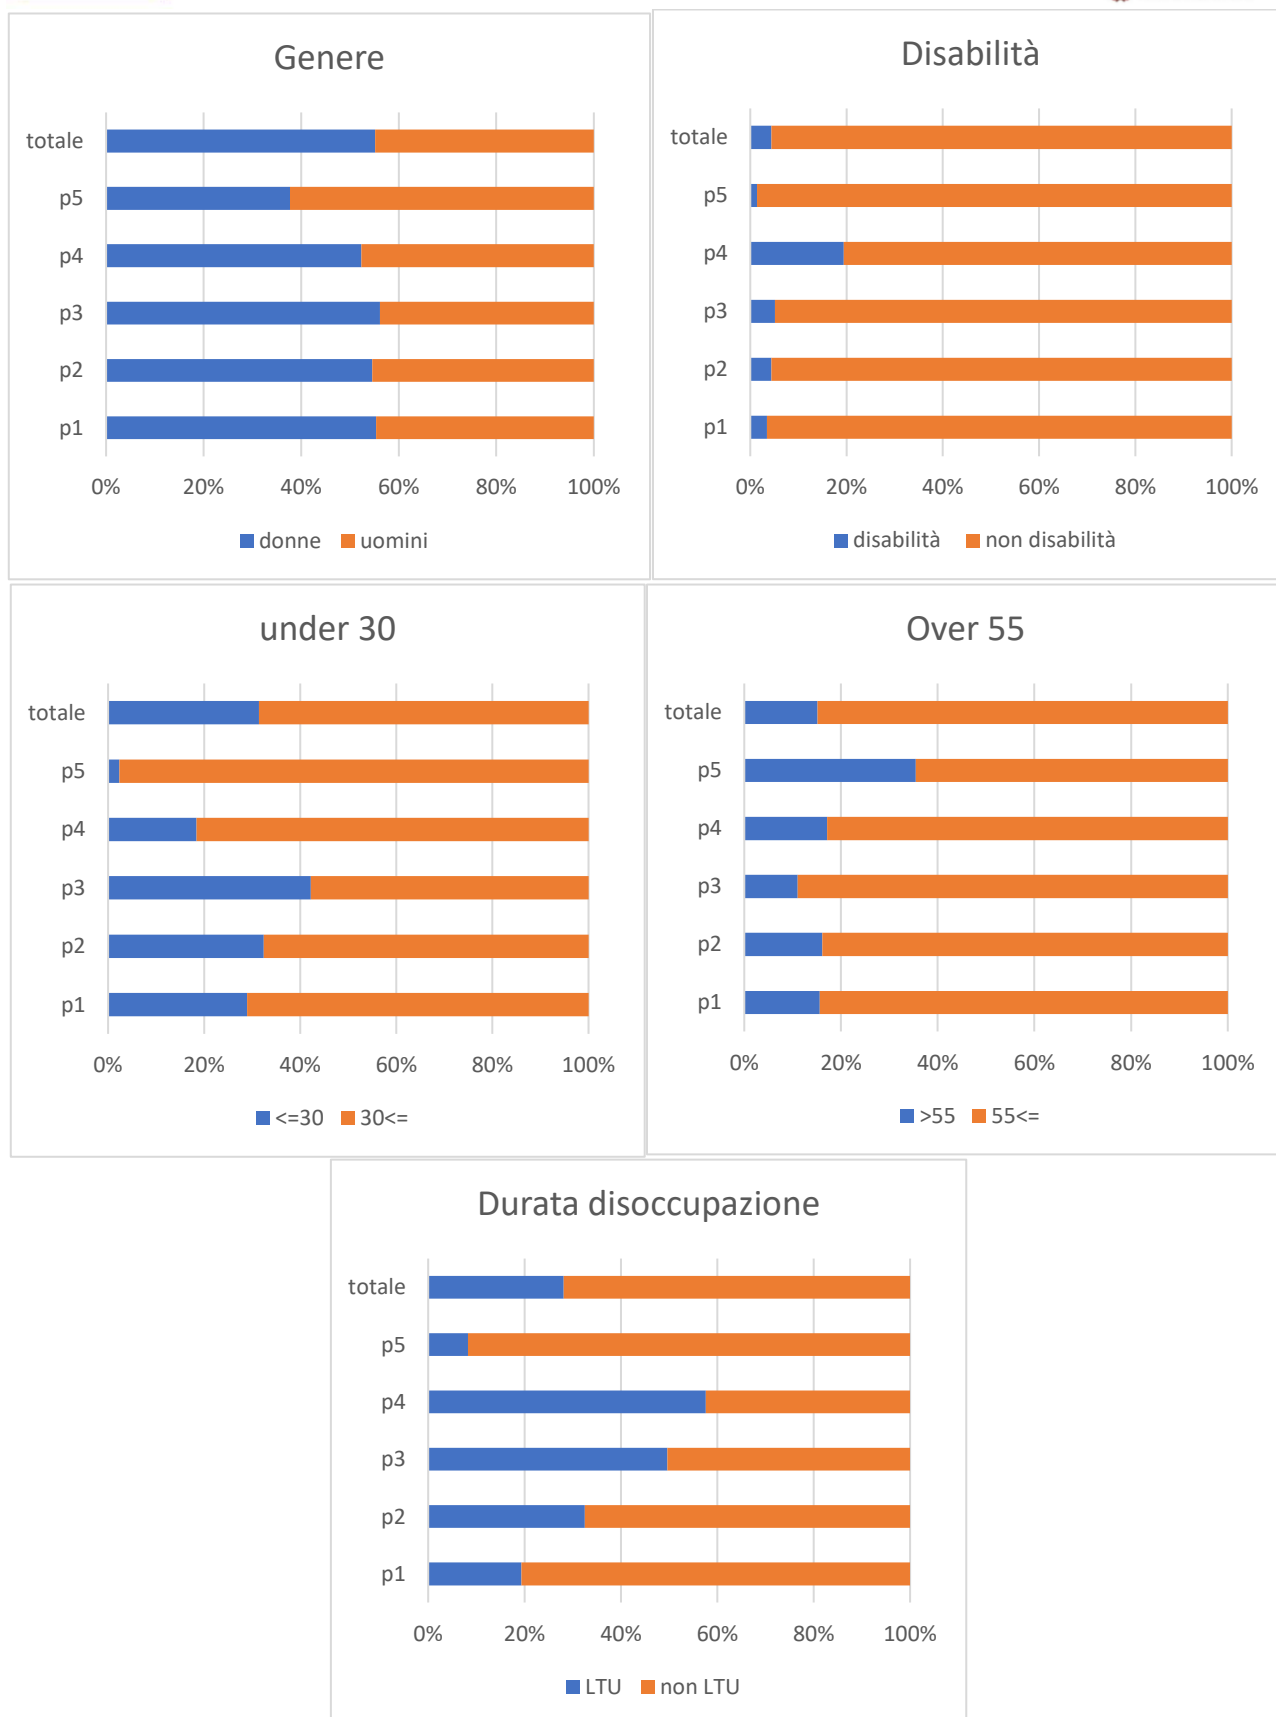 Genere
totale
p5
p4
p3
p2
p1
0% 20% 40% 60% 80% 100%
donne uomini
Disabilità
totale
p5
p4
p3
p2
p1
0% 20% 40% 60% 80% 100%
disabilità non disabilità
under 30
totale
p5
p4
p3
p2
p1
0% 20% 40% 60% 80% 100%
<=30 30<=
Over 55
totale
p5
p4
p3
p2
p1
0% 20% 40% 60% 80% 100%
>55 55<=
Durata disoccupazione
totale
p5
p4
p3
p2
p1
0% 20% 40% 60% 80% 100%
LTU non LTU